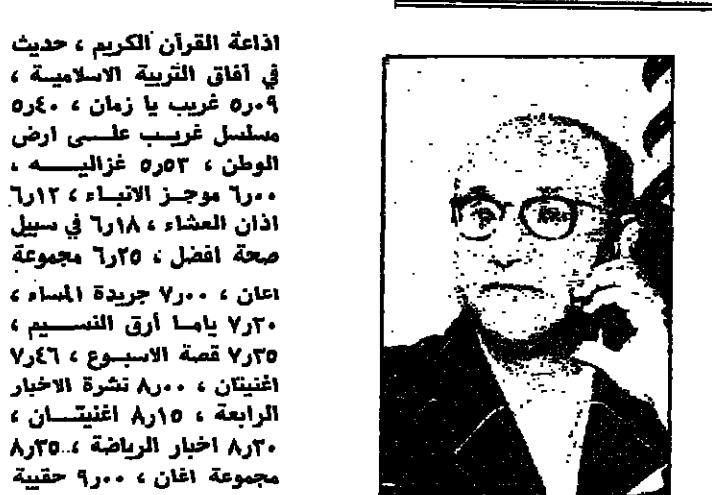 اذاعة القرآن الكريم ، حديث
في آفاق التربية الاسلامية ،
٥٫٠٩ غريب يا زمان ، ٥٫٤٠
مسلسل غريب على ارض
الوطن ، ٥٫٥٣ غزاليه ،
٦٫٠٠ موجز الانباء ، ٦٫١٢
اذان العشاء ، ٦٫١٨ في سبيل
صحة افضل ، ٦٫٢٥ مجموعة
اغان ، ٧٫٠٠ جريدة المساء ،
٧٫٢٠ ياما أرق النسيم ،
٧٫٣٥ قصة الاسبوع ، ٧٫٤٦
اغنيتان ، ٨٫٠٠ نشرة الاخبار
الرابعة ، ٨٫١٥ اغنيتان ،
٨٫٢٠ اخبار الرياضة ، ٨٫٣٥
مجموعة اغان ، ٩٫٠٠ حقيبة